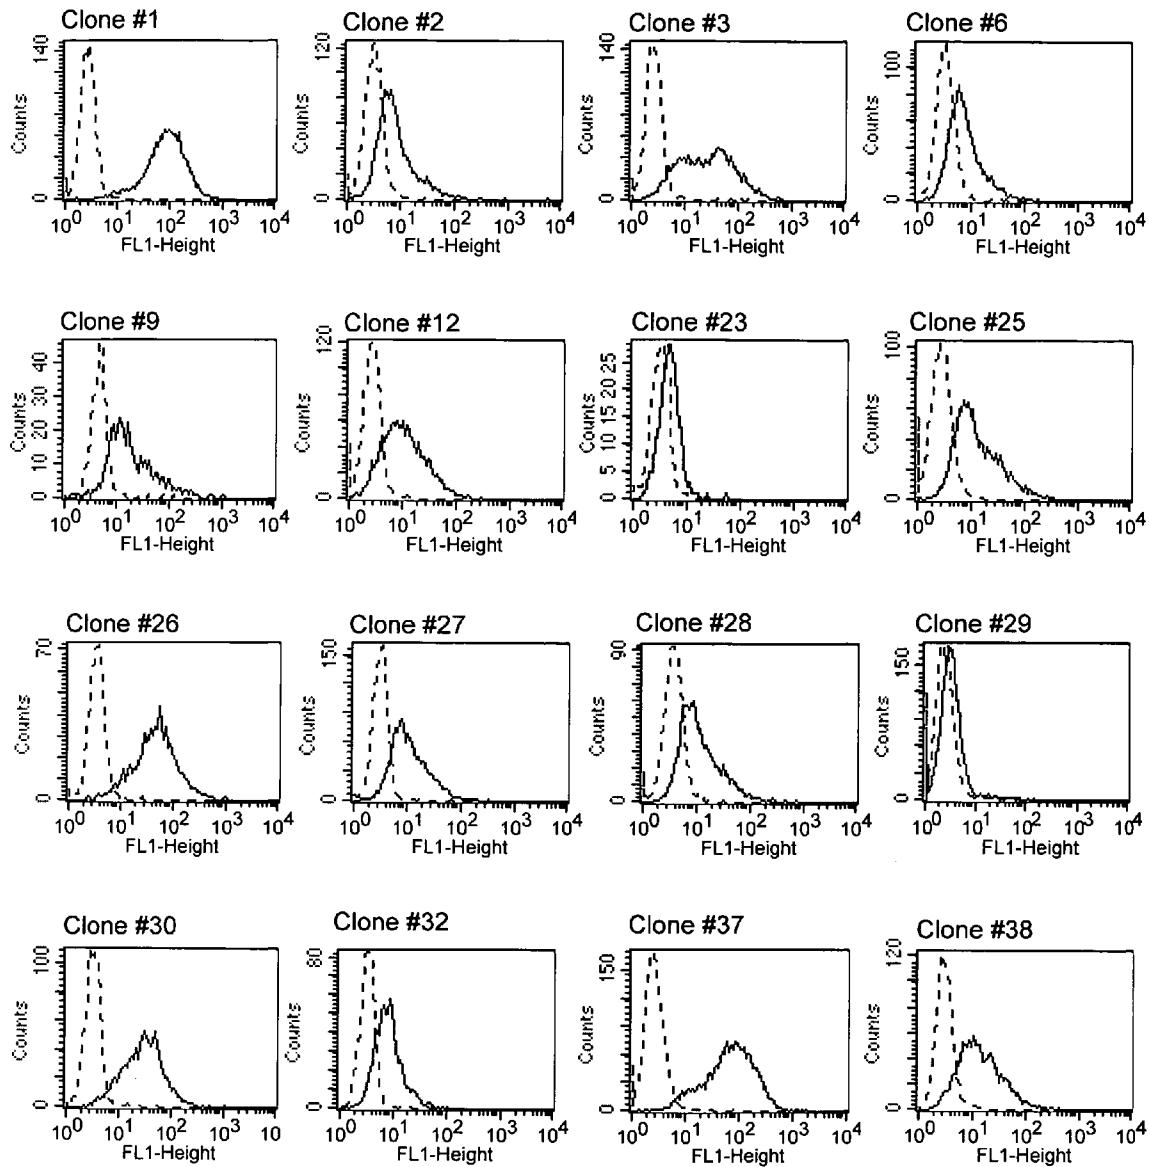 Clone #1 Clone #2 Clone #3 Clone #6
140 120 140 100
Counts Counts Counts Counts
0 0 0 0
10^0 10^1 10^2 10^3 10^4 10^0 10^1 10^2 10^3 10^4 10^0 10^1 10^2 10^3 10^4 10^0 10^1 10^2 10^3 10^4
FL1-Height FL1-Height FL1-Height FL1-Height
Clone #9 Clone #12 Clone #23 Clone #25
0 10 20 30 40 120 0 5 10 15 20 25 100
Counts Counts Counts Counts
0 0
10^0 10^1 10^2 10^3 10^4 10^0 10^1 10^2 10^3 10^4 10^0 10^1 10^2 10^3 10^4 10^0 10^1 10^2 10^3 10^4
FL1-Height FL1-Height FL1-Height FL1-Height
Clone #26 Clone #27 Clone #28 Clone #29
70 150 90 150
Counts Counts Counts Counts
0 0 0 0
10^0 10^1 10^2 10^3 10^4 10^0 10^1 10^2 10^3 10^4 10^0 10^1 10^2 10^3 10^4 10^0 10^1 10^2 10^3 10^4
FL1-Height FL1-Height FL1-Height FL1-Height
Clone #30 Clone #32 Clone #37 Clone #38
100 80 150 120
Counts Counts Counts Counts
0 0 0 0
10^0 10^1 10^2 10^3 10 10^0 10^1 10^2 10^3 10^4 10^0 10^1 10^2 10^3 10^4 10^0 10^1 10^2 10^3 10^4
FL1-Height FL1-Height FL1-Height FL1-Height